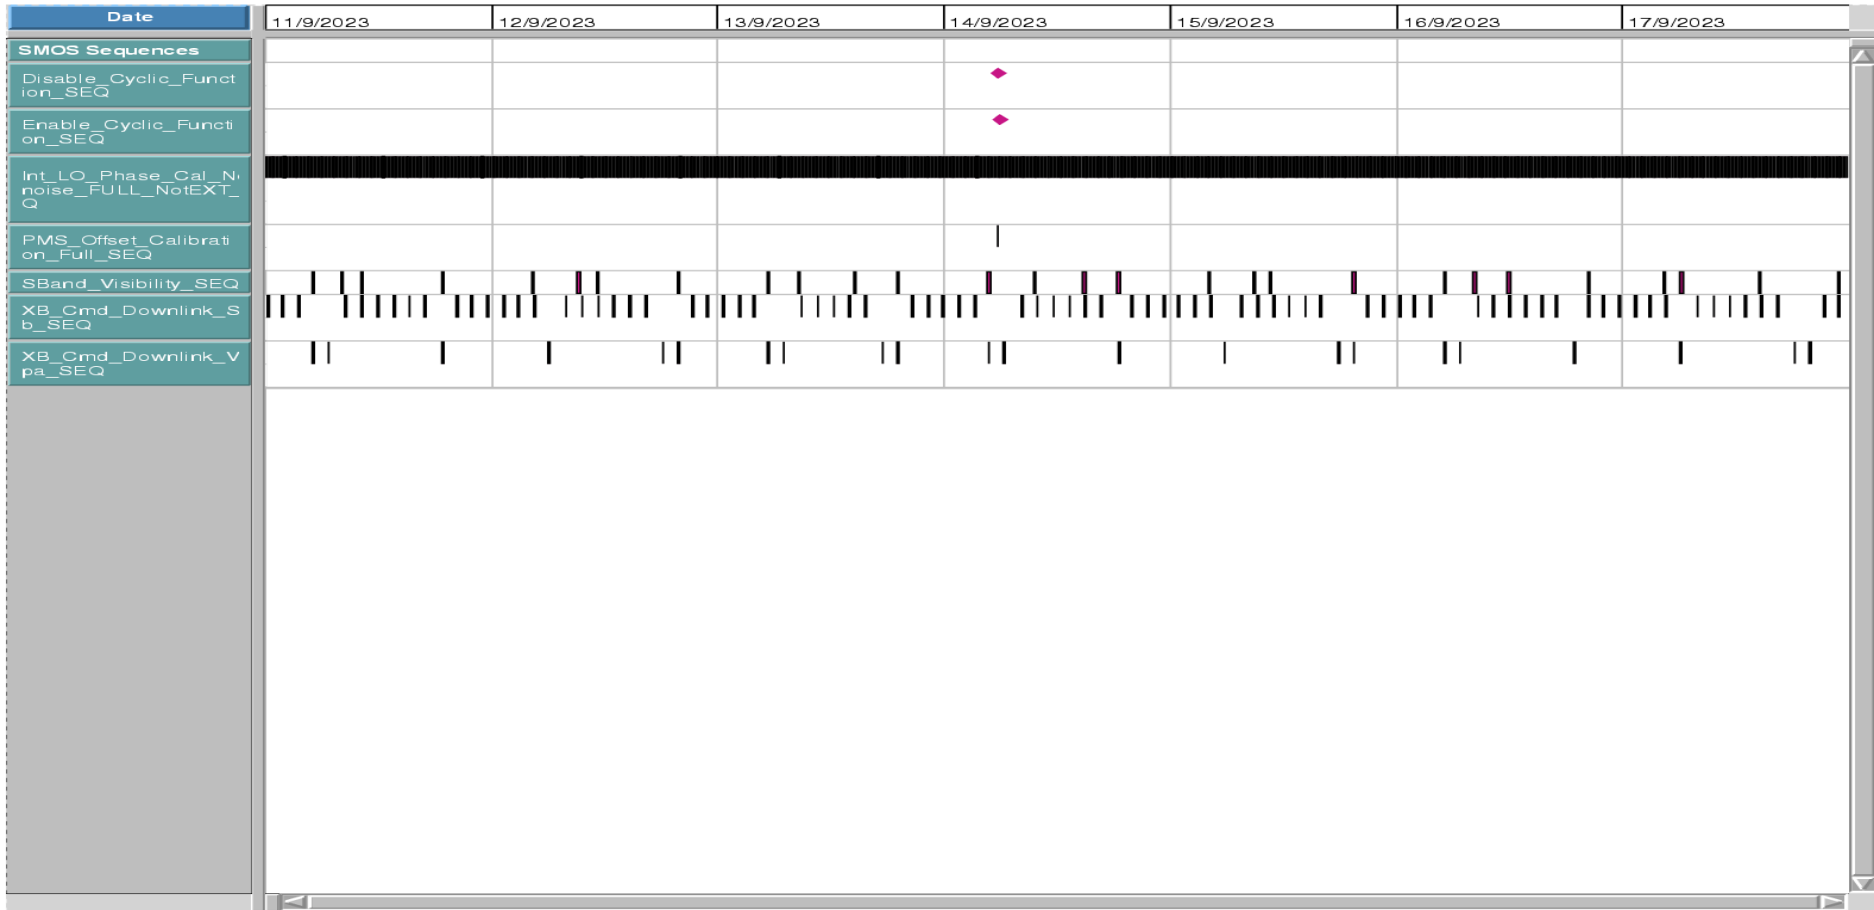 Date
11/9/2023
12/9/2023
13/9/2023
14/9/2023
15/9/2023
16/9/2023
17/9/2023
SMOS Sequences
Disable_Cyclic_Funct
ion_SEQ
Enable_Cyclic_Functi
on_SEQ
Int_LO_Phase_Cal_N
noise_FULL_NotEXT_
Q
PMS_Offset_Calibrati
on_Full_SEQ
SBand_Visibility_SEQ
XB_Cmd_Downlink_S
b_SEQ
XB_Cmd_Downlink_V
pa_SEQ